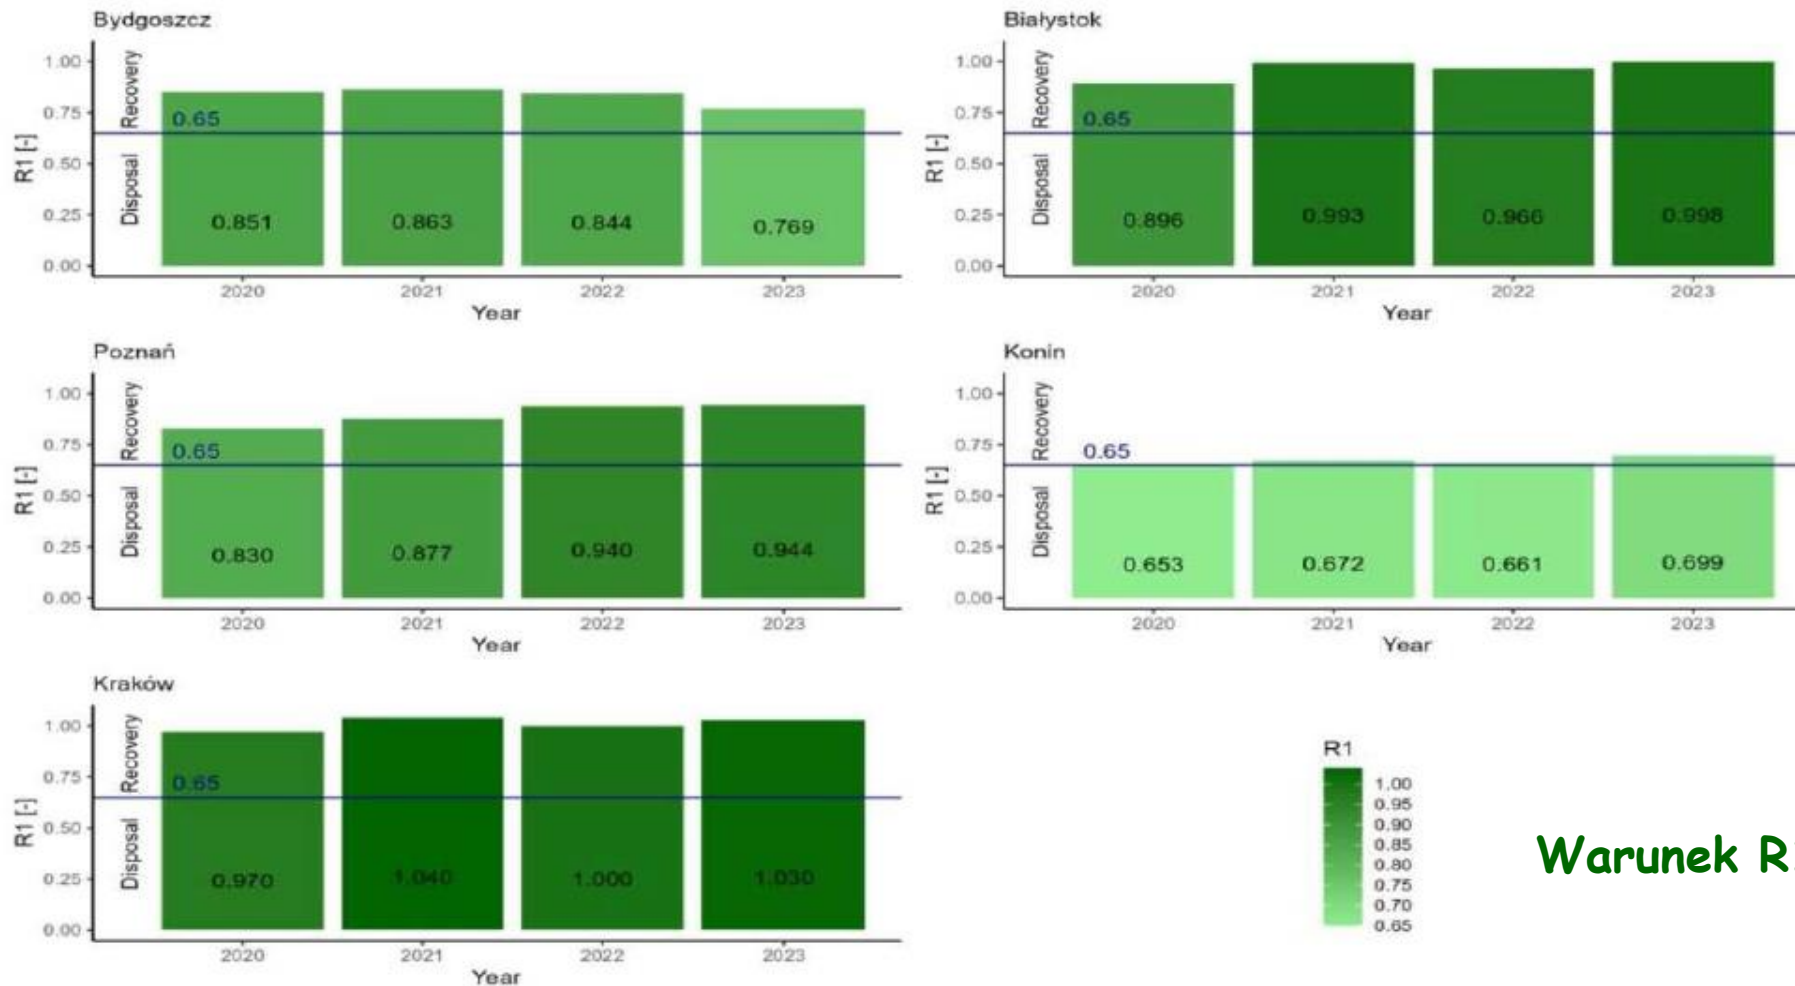 Bydgoszcz
1.00
0.75
0.50
0.25
0.00
R1 [-]
Recovery
Disposal
0.65
0.851
0.863
0.844
0.769
2020
2021
2022
2023
Year
Białystok
1.00
0.75
0.50
0.25
0.00
R1 [-]
Recovery
Disposal
0.65
0.896
0.993
0.966
0.998
2020
2021
2022
2023
Year
Poznań
1.00
0.75
0.50
0.25
0.00
R1 [-]
Recovery
Disposal
0.65
0.830
0.877
0.940
0.944
2020
2021
2022
2023
Year
Konin
1.00
0.75
0.50
0.25
0.00
R1 [-]
Recovery
Disposal
0.65
0.653
0.672
0.661
0.699
2020
2021
2022
2023
Year
Kraków
1.00
0.75
0.50
0.25
0.00
R1 [-]
Recovery
Disposal
0.65
0.970
1.040
1.000
1.030
2020
2021
2022
2023
Year
R1
1.00
0.95
0.90
0.85
0.80
0.75
0.70
0.65
Warunek